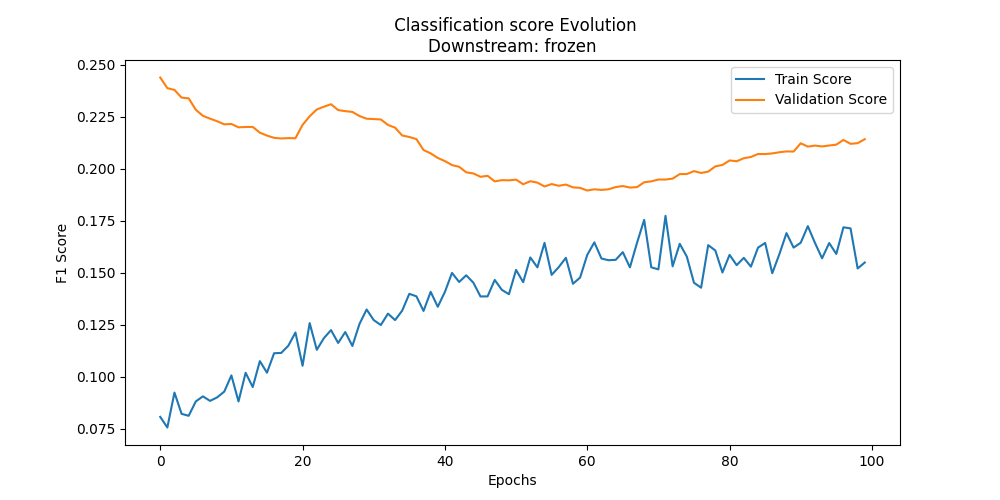 Classification score Evolution
Downstream: frozen
Train Score
Validation Score
F1 Score
0.250
0.225
0.200
0.175
0.150
0.125
0.100
0.075
0 20 40 60 80 100
Epochs